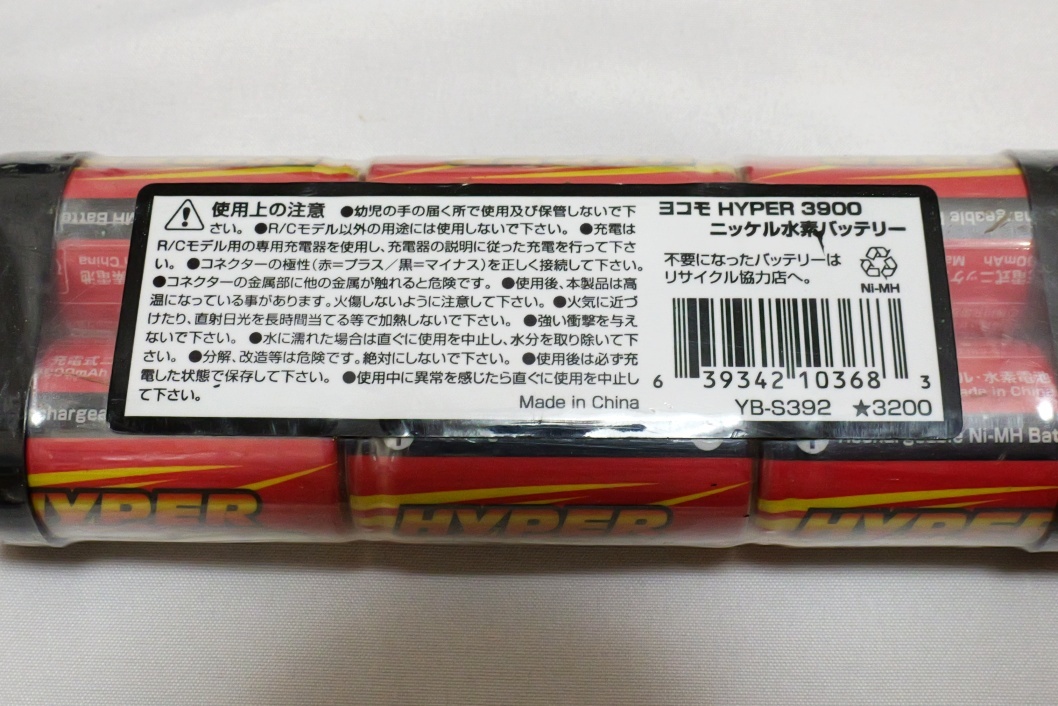 使用上の注意 ●幼児の手の届く所で使用及び保管しないで下
さい。 ●R/Cモデル以外の用途には使用しないで下さい。 ●充電は
R/Cモデル用の専用充電器を使用し、充電器の説明に従った充電を行って下さ
い。 ●コネクターの極性(赤=プラス/黒=マイナス)を正しく接続して下さい。
●コネクターの金属部に他の金属が触れると危険です。 ●使用後、本製品は高
温になっている事があります。火傷しないように注意して下さい。 ●火気に近づ
けたり、直射日光を長時間当てる等で加熱しないで下さい。 ●強い衝撃を与え
ないで下さい。 ●水に濡れた場合は直ぐに使用を中止し、水分を取り除いて下
さい。 ●分解、改造等は危険です。絶対にしないで下さい。 ●使用後は必ず充
電した状態で保存して下さい。 ●使用中に異常を感じたら直ぐに使用を中止し
て下さい。
Made in China
ヨコモ HYPER 3900
ニッケル水素バッテリー
不要になったバッテリーは
リサイクル協力店へ。
Ni-MH
6 39342 10368 3
YB-S392 ★3200
Ni-MH Bat
HYPER
HYPER
HYPER